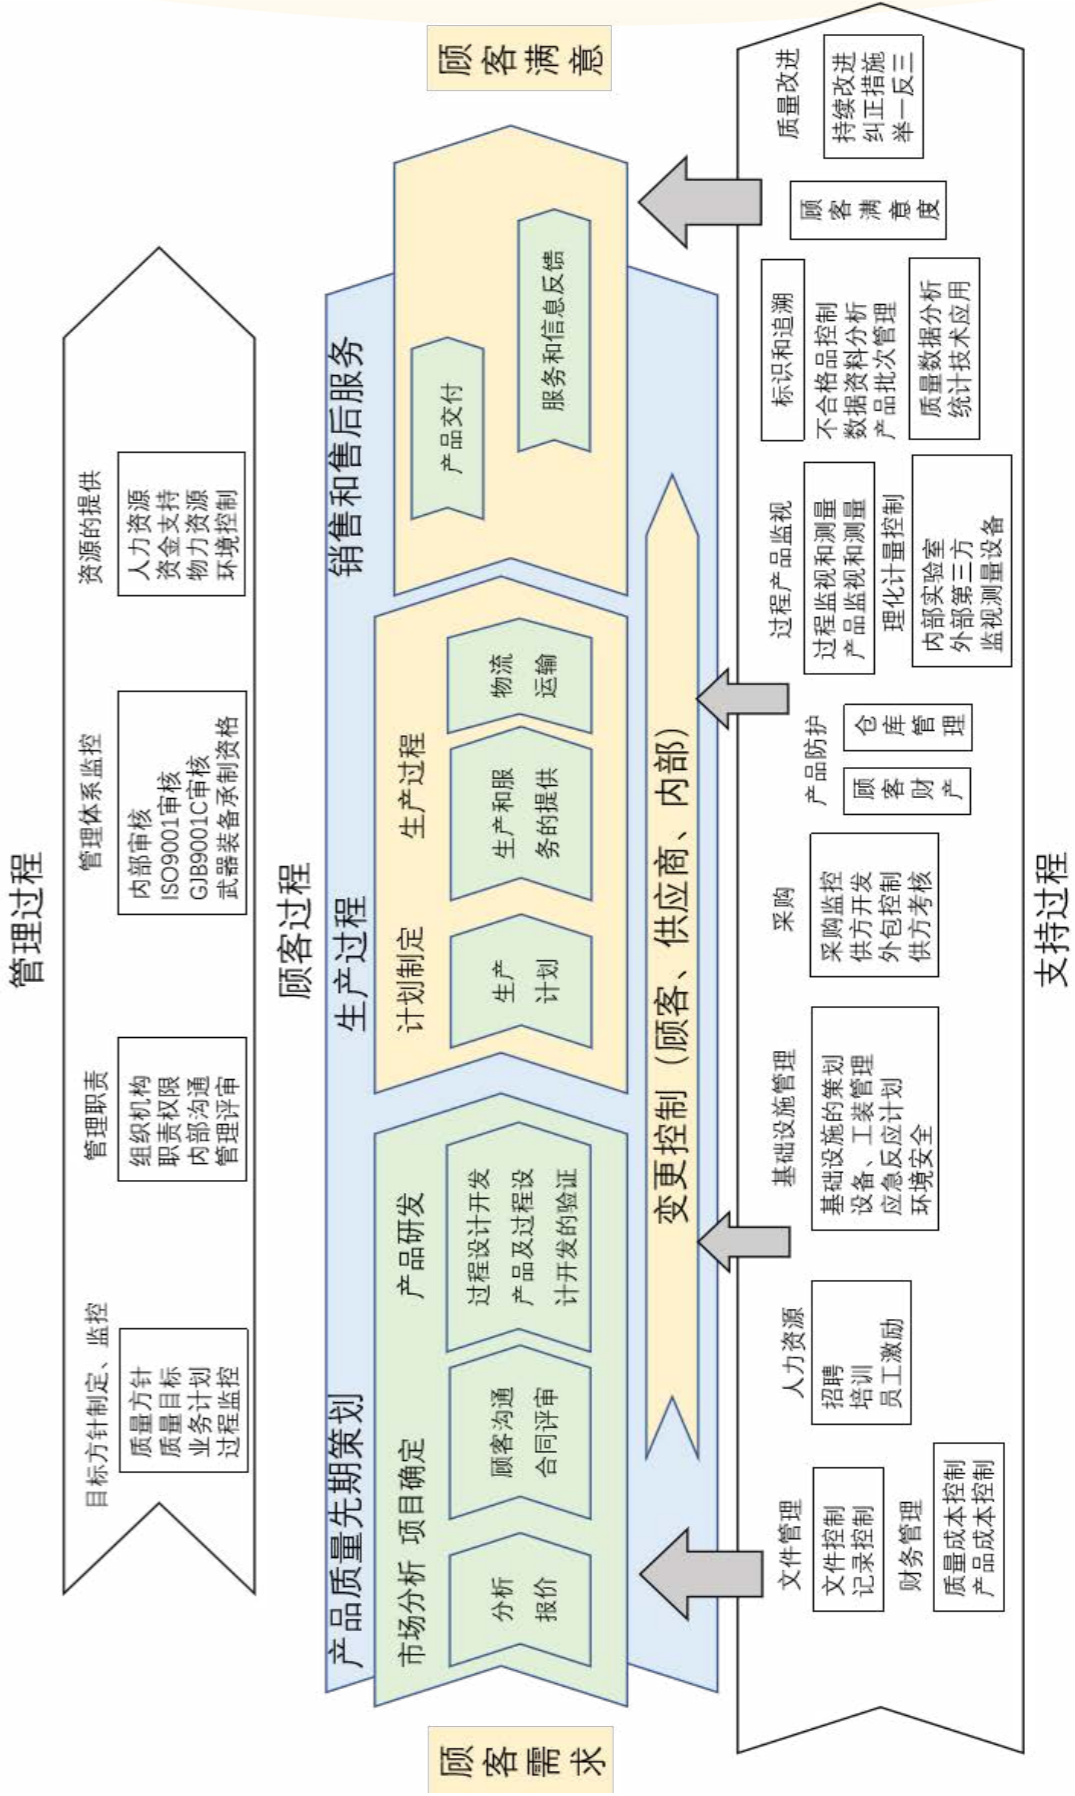 管理过程
目标方针制定、监控
质量方针
质量目标
业务计划
过程监控
管理职责
组织机构
职责权限
内部沟通
管理评审
管理体系监控
内部审核
ISO9001审核
GJB9001C审核
武器装备承制资格
资源的提供
人力资源
资金支持
物力资源
环境控制
顾客过程
顾客需求
产品质量先期策划
市场分析
分析
报价
项目确定
顾客沟通
合同评审
产品研发
过程设计开发
产品及过程设
计开发的验证
生产过程
计划制定
生产
计划
生产过程
生产和服
务的提供
物流
运输
销售和售后服务
产品交付
服务和信息反馈
顾客满意
变更控制（顾客、供应商、内部）
文件管理
文件控制
记录控制
财务管理
质量成本控制
产品成本控制
人力资源
招聘
培训
员工激励
基础设施管理
基础设施的策划
设备、工装管理
应急反应计划
环境安全
采购
采购监控
供方开发
外包控制
供方考核
产品防护
顾客财产
仓库管理
过程产品监视
过程监视和测量
产品监视和测量
理化计量控制
内部实验室
外部第三方
监视测量设备
标识和追溯
不合格品控制
数据资料分析
产品批次管理
质量数据分析
统计技术应用
顾客满意度
质量改进
持续改进
纠正措施
举一反三
支持过程